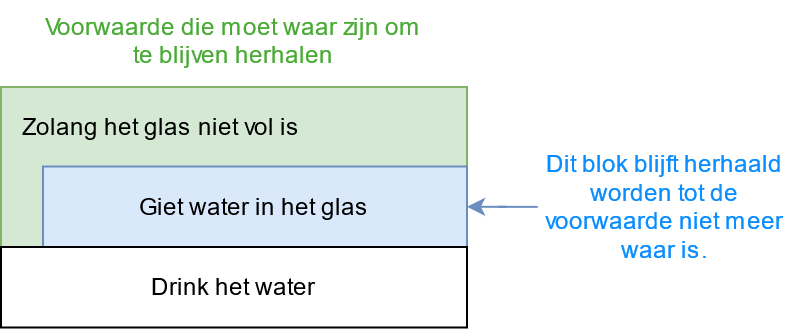 Voorwaarde die moet waar zijn om
te blijven herhalen
Zolang het glas niet vol is
Giet water in het glas
Drink het water
Dit blok blijft herhaald
worden tot de
voorwaarde niet meer
waar is.